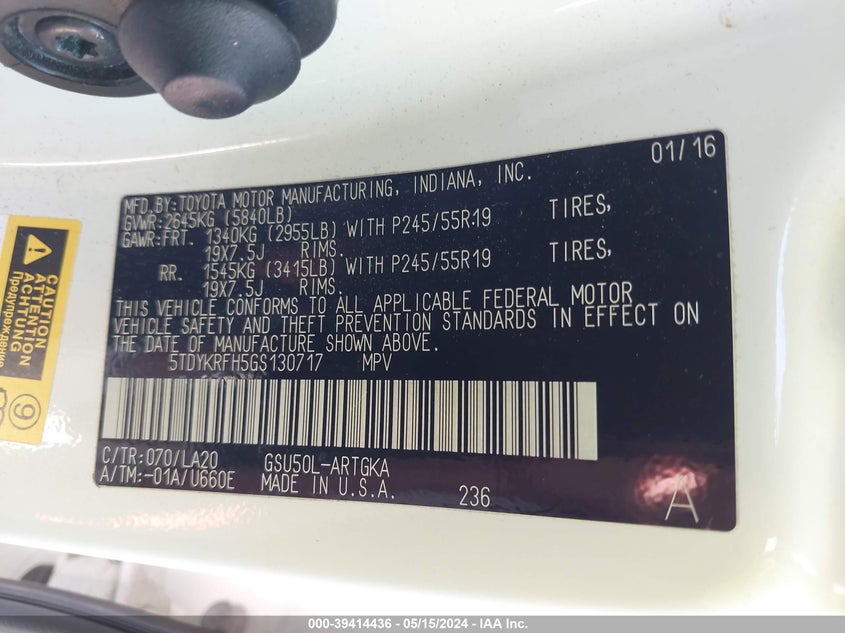 01/16
MFD.BY:TOYOTA MOTOR MANUFACTURING, INDIANA, INC.
GVWR:2645KG (5840LB)
GAWR:FRT. 1340KG (2955LB) WITH P245/55R19 TIRES,
19X7.5J RIMS.
RR. 1545KG (3415LB) WITH P245/55R19 TIRES,
19X7.5J RIMS.
THIS VEHICLE CONFORMS TO ALL APPLICABLE FEDERAL MOTOR
VEHICLE SAFETY AND THEFT PREVENTION STANDARDS IN EFFECT ON
THE DATE OF MANUFACTURE SHOWN ABOVE.
5TDYKRFH5GS130717 MPV
C/TR:070/LA20 GSU50L-ARTGKA
A/TM:-01A/U660E MADE IN U.S.A. 236
A
CAUTION
ATTENTION
ACHTUNG
Предупреждение
9
000-39414436 - 05/15/2024 - IAA Inc.